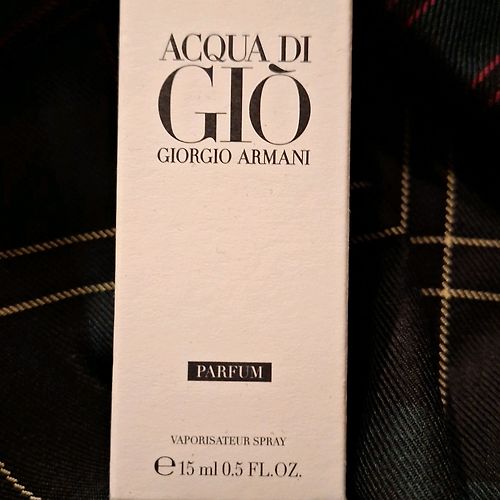 ACQUA DI
GIÒ
GIORGIO ARMANI
PARFUM
VAPORISATEUR SPRAY
℮ 15 ml 0.5 FL.OZ.